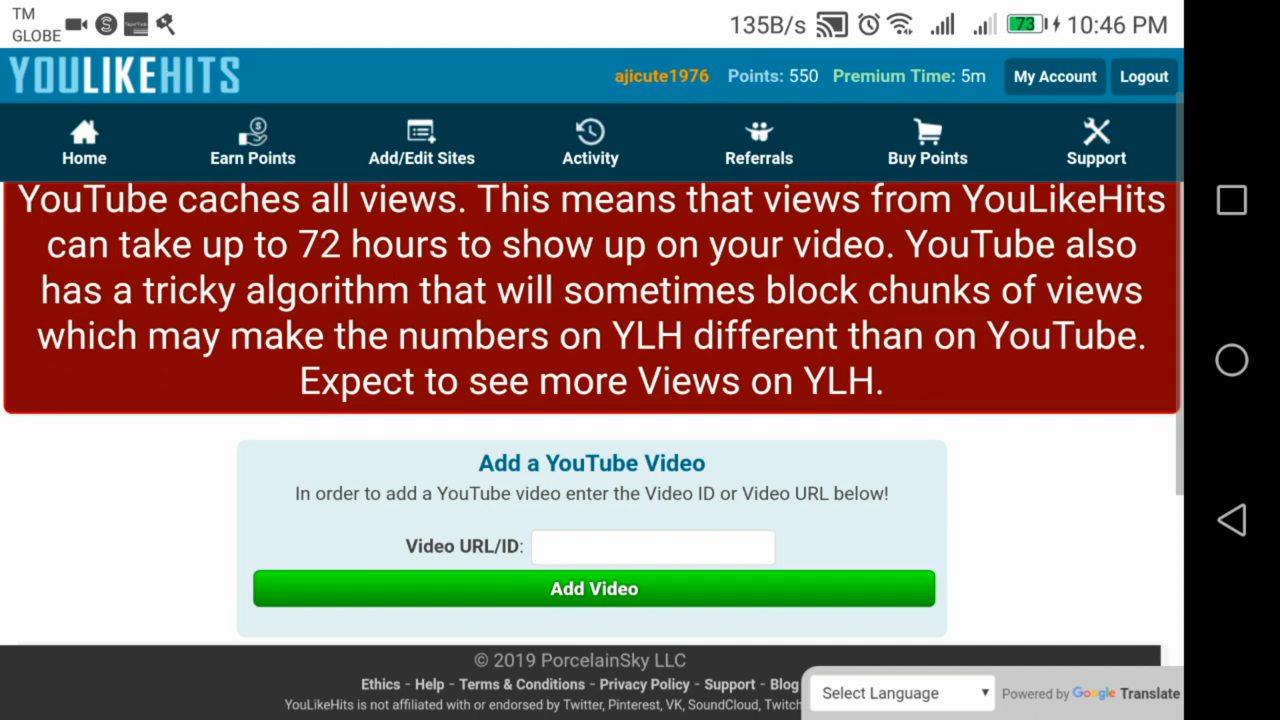 TM
GLOBE
135B/s 73 10:46 PM
YOULIKEHITS
ajicute1976 Points: 550 Premium Time: 5m My Account Logout
Home Earn Points Add/Edit Sites Activity Referrals Buy Points Support
YouTube caches all views. This means that views from YouLikeHits
can take up to 72 hours to show up on your video. YouTube also
has a tricky algorithm that will sometimes block chunks of views
which may make the numbers on YLH different than on YouTube.
Expect to see more Views on YLH.
Add a YouTube Video
In order to add a YouTube video enter the Video ID or Video URL below!
Video URL/ID:
Add Video
© 2019 PorcelainSky LLC
Ethics - Help - Terms & Conditions - Privacy Policy - Support - Blog
YouLikeHits is not affiliated with or endorsed by Twitter, Pinterest, VK, SoundCloud, Twitch
Select Language Powered by Google Translate